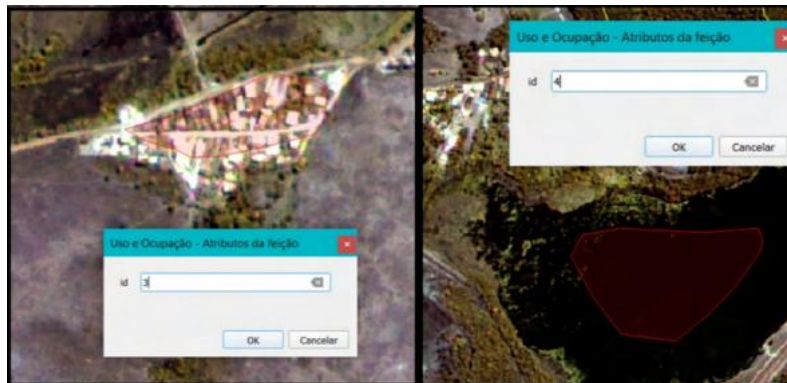 Uso e Ocupação - Atributos da feição
id 3
OK Cancelar
Uso e Ocupação - Atributos da feição
id 4
OK Cancelar